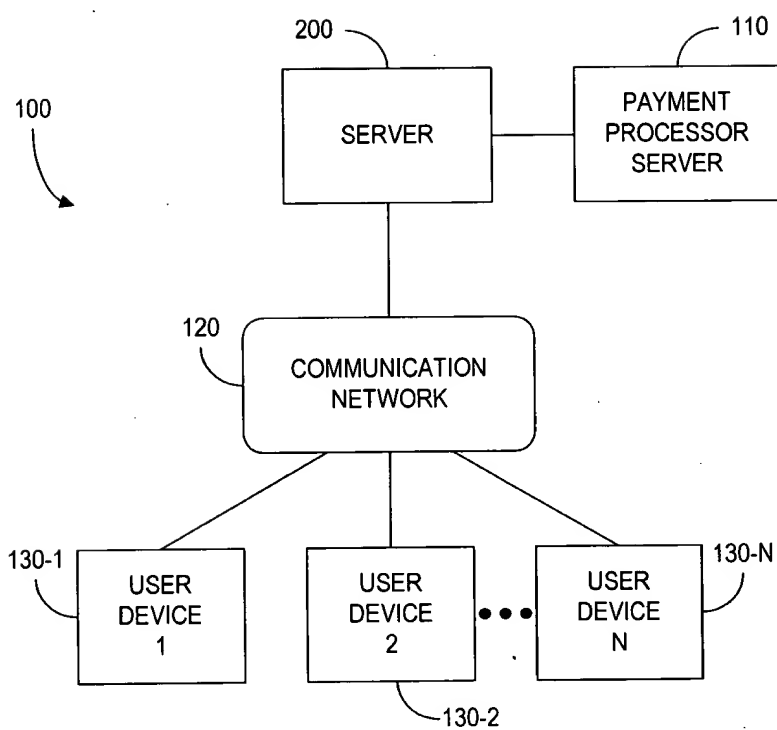 200
110
100
SERVER
PAYMENT
PROCESSOR
SERVER
120
COMMUNICATION
NETWORK
130-1
USER
DEVICE
1
USER
DEVICE
2
USER
DEVICE
N
130-N
130-2